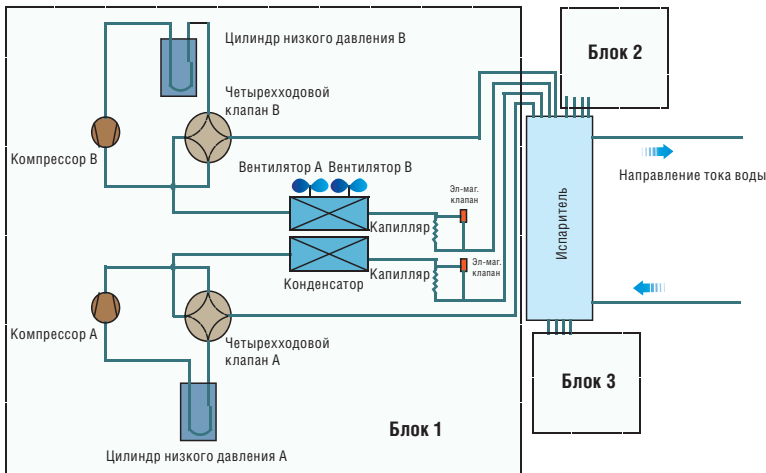 Цилиндр низкого давления В
Блок 2
Четырехходовой
клапан В
Компрессор В
Вентилятор А Вентилятор В
Эл-маг.
клапан
Направление тока воды
Капилляр
Испаритель
Эл-маг.
клапан
Капилляр
Конденсатор
Компрессор А
Четырехходовой
клапан А
Блок 3
Блок 1
Цилиндр низкого давления А